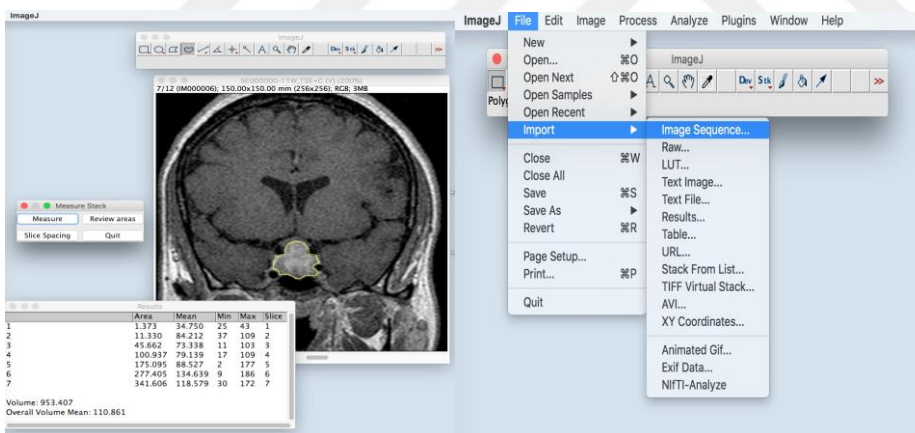 ImageJ
ImageJ
Dev Stk
SE000000-T1W_TSE+C (v) (200%)
7/12 (IM000006); 150.00x150.00 mm (256x256); RGB; 3MB
Measure Stack
Measure Review areas
Slice Spacing Quit
Results
Area Mean Min Max Slice
1 1.373 34.750 25 43 1
2 11.330 84.212 37 109 2
3 45.662 73.338 11 103 3
4 100.937 79.139 17 109 4
5 175.095 88.527 2 177 5
6 277.405 134.639 9 186 6
7 341.606 118.579 30 172 7
Volume: 953.407
Overall Volume Mean: 110.861
ImageJ File Edit Image Process Analyze Plugins Window Help
ImageJ
A Dev Stk
Polyg
New
Open... ⌘O
Open Next ⇧⌘O
Open Samples
Open Recent
Import
Close ⌘W
Close All
Save ⌘S
Save As
Revert ⌘R
Page Setup...
Print... ⌘P
Quit
Image Sequence...
Raw...
LUT...
Text Image...
Text File...
Results...
Table...
URL...
Stack From List...
TIFF Virtual Stack...
AVI...
XY Coordinates...
Animated Gif...
Exif Data...
NIfTI-Analyze